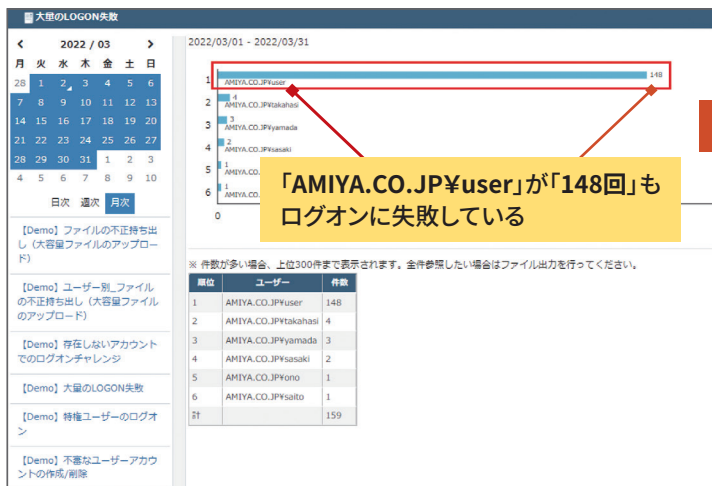 大量のLOGON失敗
2022 / 03
月 火 水 木 金 土 日
28 1 2 3 4 5 6
7 8 9 10 11 12 13
14 15 16 17 18 19 20
21 22 23 24 25 26 27
28 29 30 31 1 2 3
4 5 6 7 8 9 10
日次 週次 月次
【Demo】ファイルの不正持ち出
し（大容量ファイルのアップロー
ド）
【Demo】ユーザー別_ファイル
の不正持ち出し（大容量ファイル
のアップロード）
【Demo】存在しないアカウント
でのログオンチャレンジ
【Demo】大量のLOGON失敗
【Demo】特権ユーザーのログオ
ン
【Demo】不審なユーザーアカウ
ントの作成/削除
2022/03/01 - 2022/03/31
1 148
AMIYA.CO.JP¥user
2 4
AMIYA.CO.JP¥takahasi
3 3
AMIYA.CO.JP¥yamada
4 2
AMIYA.CO.JP¥sasaki
5 1
AMIYA.CO.
6 1
AMIYA.CO.
0
「AMIYA.CO.JP¥user」が「148回」も
ログオンに失敗している
※ 件数が多い場合、上位300件まで表示されます。全件参照したい場合はファイル出力を行ってください。
順位 ユーザー 件数
1 AMIYA.CO.JP¥user 148
2 AMIYA.CO.JP¥takahasi 4
3 AMIYA.CO.JP¥yamada 3
4 AMIYA.CO.JP¥sasaki 2
5 AMIYA.CO.JP¥ono 1
6 AMIYA.CO.JP¥saito 1
計 159